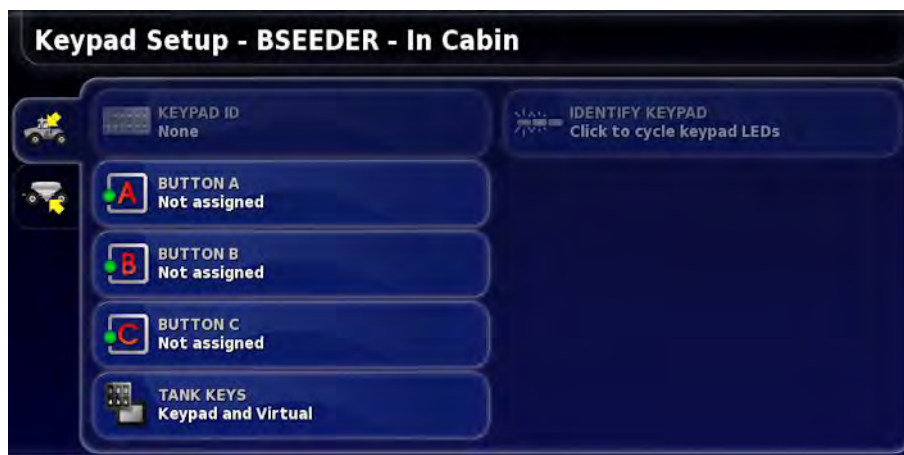 Keypad Setup - BSEEDER - In Cabin
KEYPAD ID
None
IDENTIFY KEYPAD
Click to cycle keypad LEDs
A
BUTTON A
Not assigned
B
BUTTON B
Not assigned
C
BUTTON C
Not assigned
TANK KEYS
Keypad and Virtual